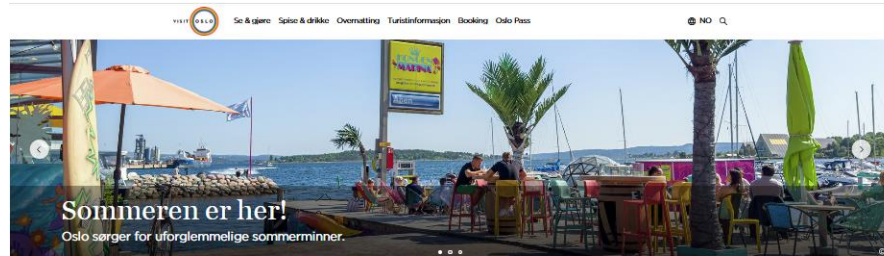 VISIT OSLO
Se & gjøre Spise & drikke Overnatting Turistinformasjon Booking Oslo Pass
NO
MARINA
Sommeren er her!
Oslo sørger for uforglemmelige sommerminner.